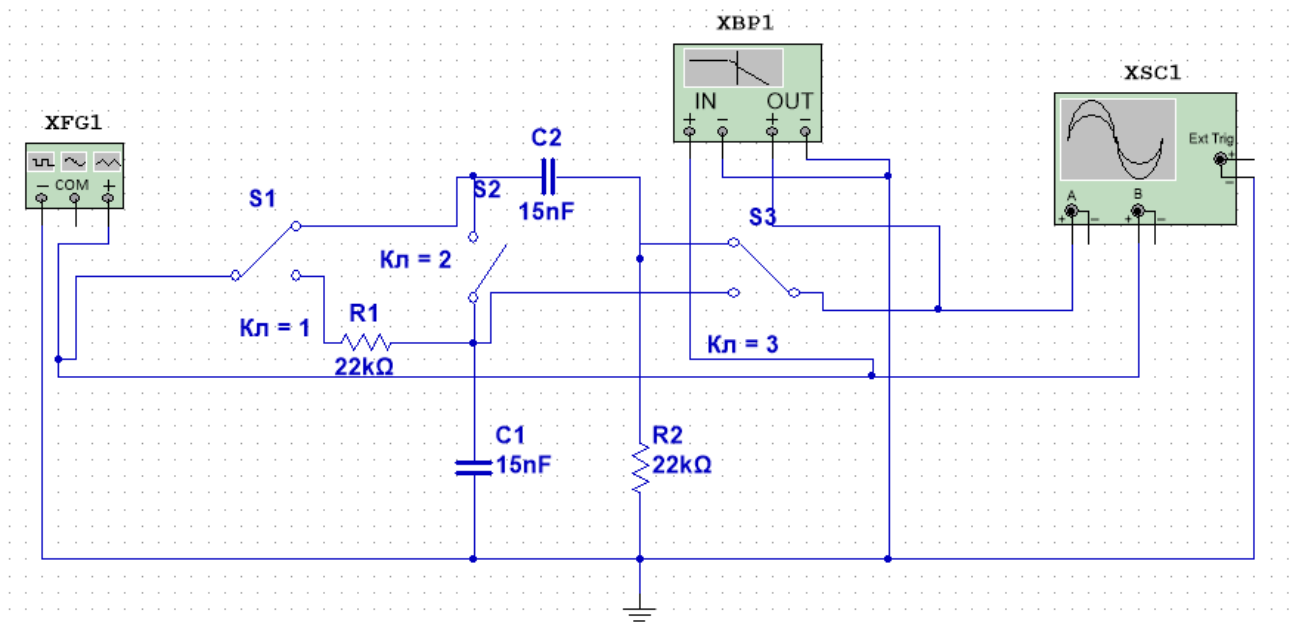 XBP1
XSC1
IN OUT
+ - + -
Ext Trig
+
-
A B
+ - + -
XFG1
- COM +
C2
15nF
S1
S2
S3
Кл = 2
Кл = 1
R1
22kΩ
Кл = 3
C1
15nF
R2
22kΩ